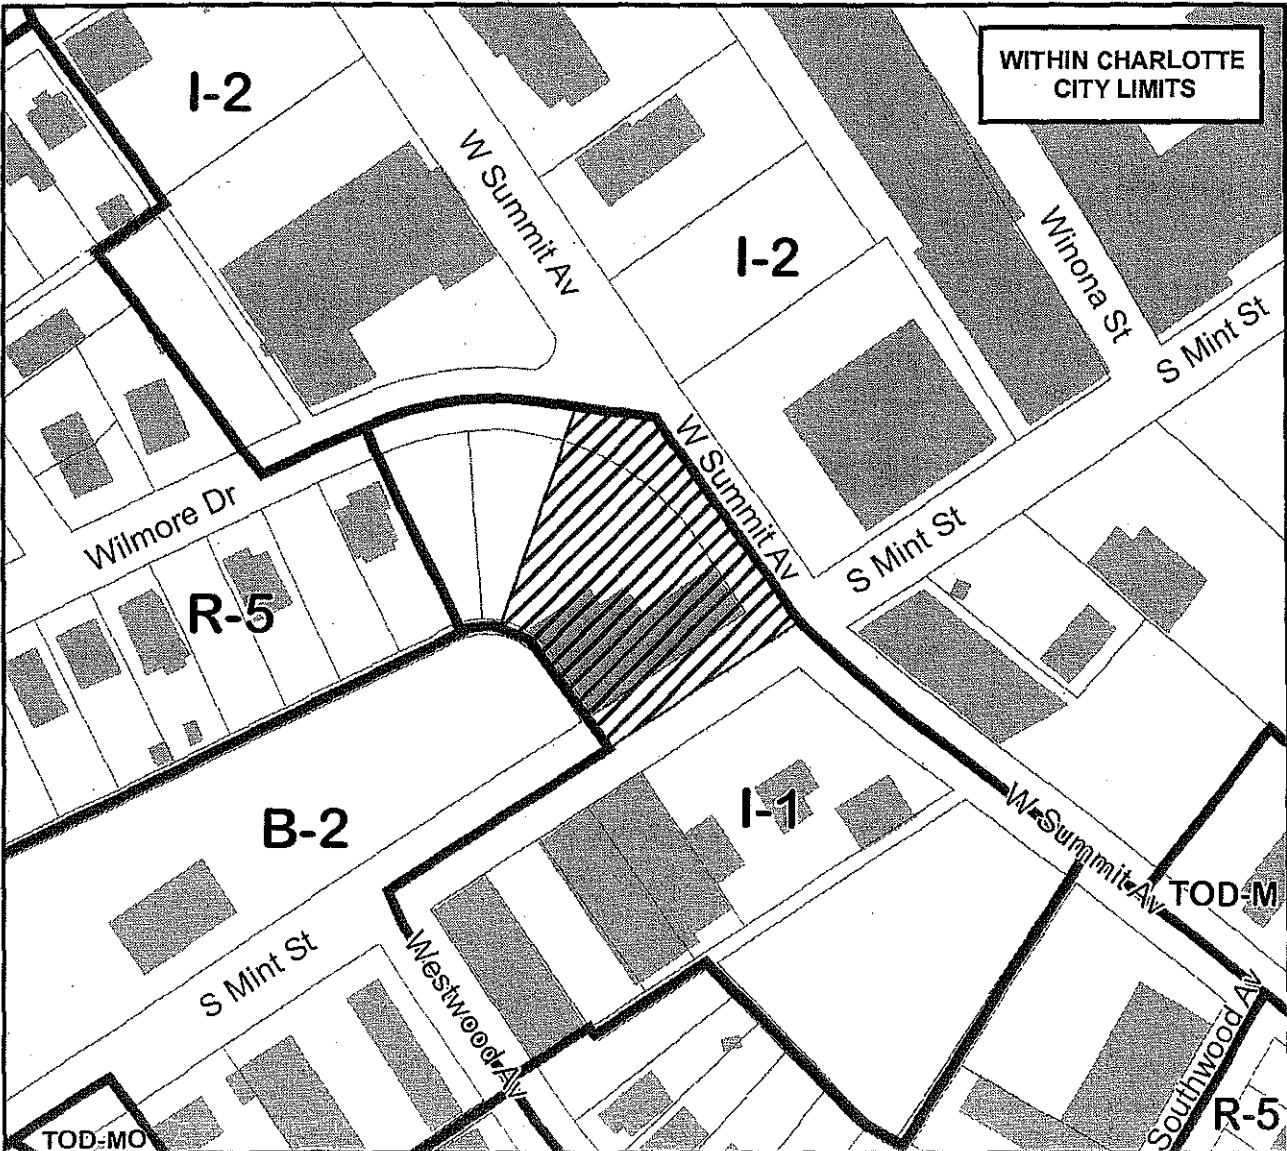 WITHIN CHARLOTTE
CITY LIMITS
I-2
W Summit Av
I-2
Winona St
S Mint St
W Summit Av
S Mint St
Wilmore Dr
R-5
B-2
I-1
W Summit Av
TOD-M
S Mint St
Westwood Av
Southwood Av
R-5
TOD-MO